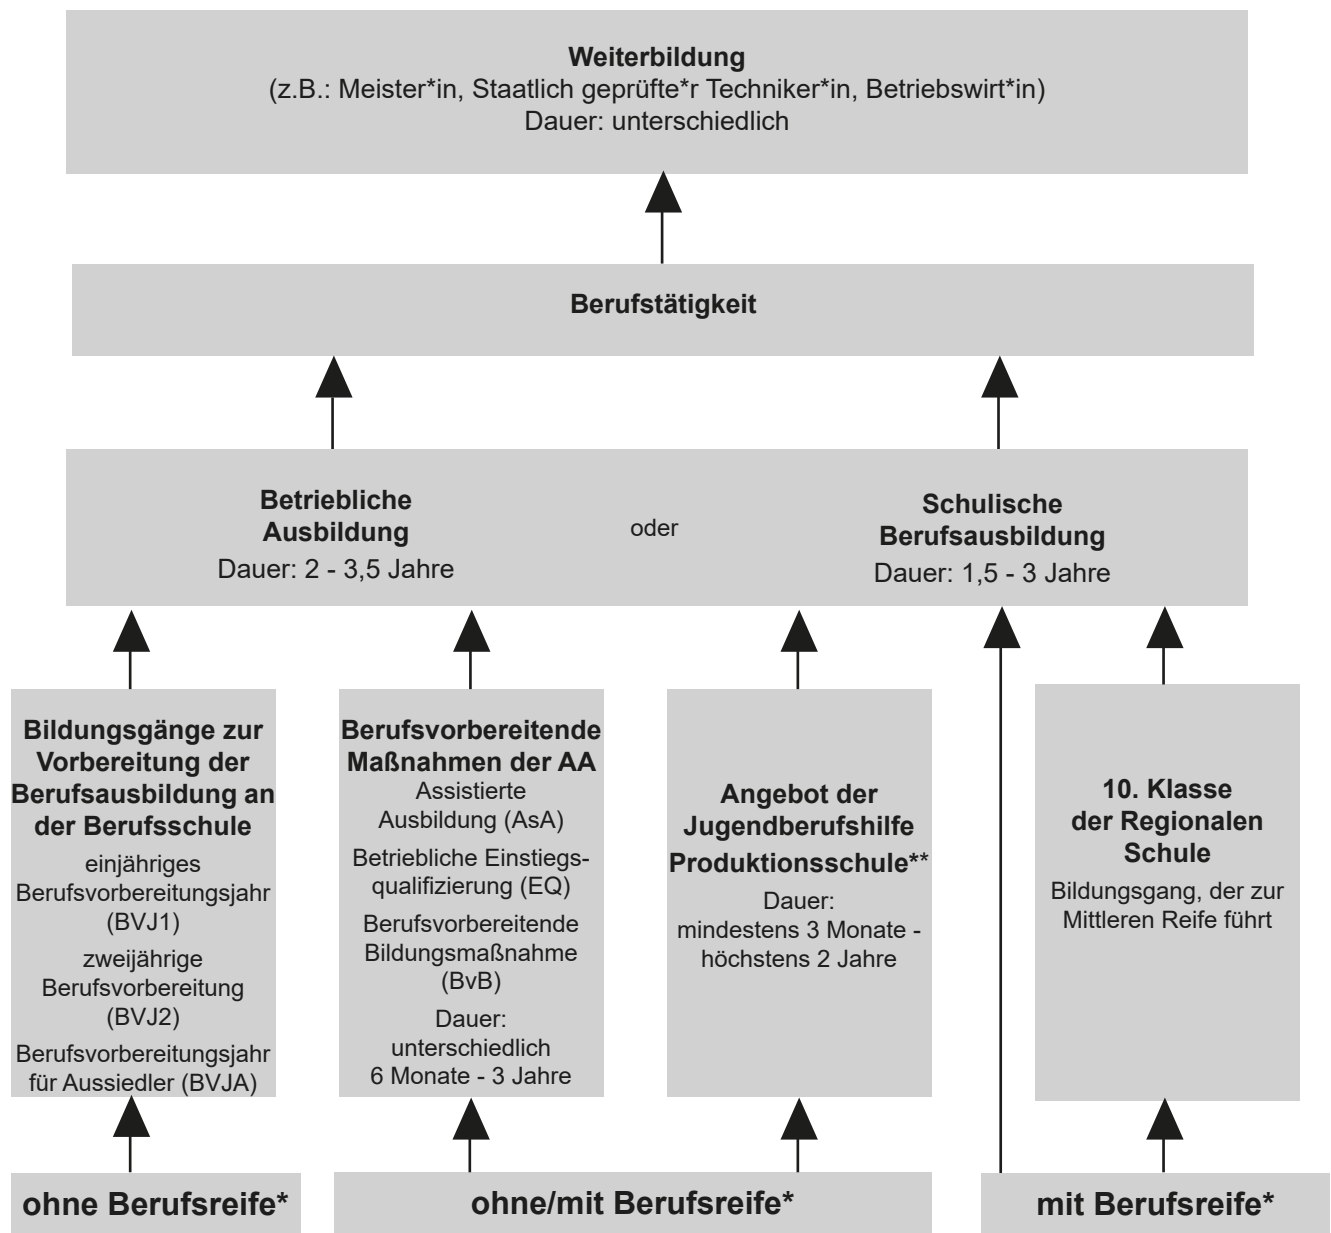 Weiterbildung
(z.B.: Meister*in, Staatlich geprüfte*r Techniker*in, Betriebswirt*in)
Dauer: unterschiedlich
Berufstätigkeit
Betriebliche
Ausbildung
Dauer: 2 - 3,5 Jahre
oder
Schulische
Berufsausbildung
Dauer: 1,5 - 3 Jahre
Bildungsgänge zur
Vorbereitung der
Berufsausbildung an
der Berufsschule
einjähriges
Berufsvorbereitungsjahr
(BVJ1)
zweijährige
Berufsvorbereitung
(BVJ2)
Berufsvorbereitungsjahr
für Aussiedler (BVJA)
Berufsvorbereitende
Maßnahmen der AA
Assistierte
Ausbildung (AsA)
Betriebliche Einstiegs-
qualifizierung (EQ)
Berufsvorbereitende
Bildungsmaßnahme
(BvB)
Dauer:
unterschiedlich
6 Monate - 3 Jahre
Angebot der
Jugendberufshilfe
Produktionsschule**
Dauer:
mindestens 3 Monate -
höchstens 2 Jahre
10. Klasse
der Regionalen
Schule
Bildungsgang, der zur
Mittleren Reife führt
ohne Berufsreife*
ohne/mit Berufsreife*
mit Berufsreife*